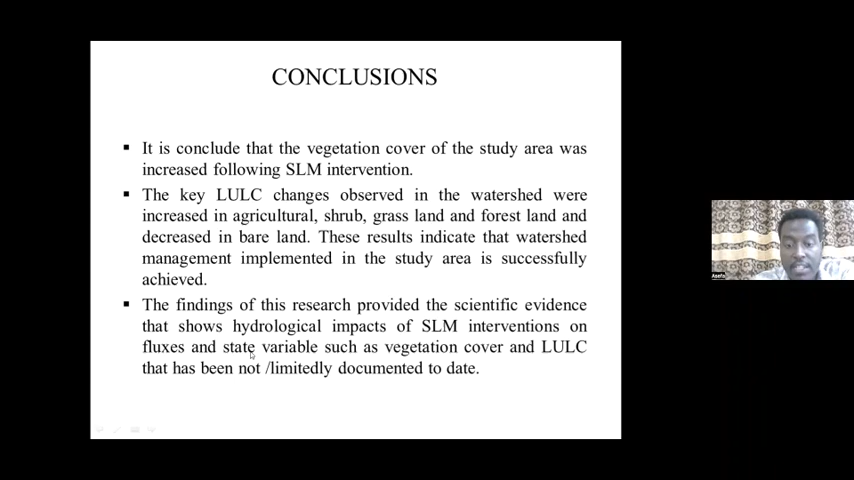 CONCLUSIONS
▪ It is conclude that the vegetation cover of the study area was
increased following SLM intervention.
▪ The key LULC changes observed in the watershed were
increased in agricultural, shrub, grass land and forest land and
decreased in bare land. These results indicate that watershed
management implemented in the study area is successfully
achieved.
▪ The findings of this research provided the scientific evidence
that shows hydrological impacts of SLM interventions on
fluxes and state variable such as vegetation cover and LULC
that has been not /limitedly documented to date.
Asefa